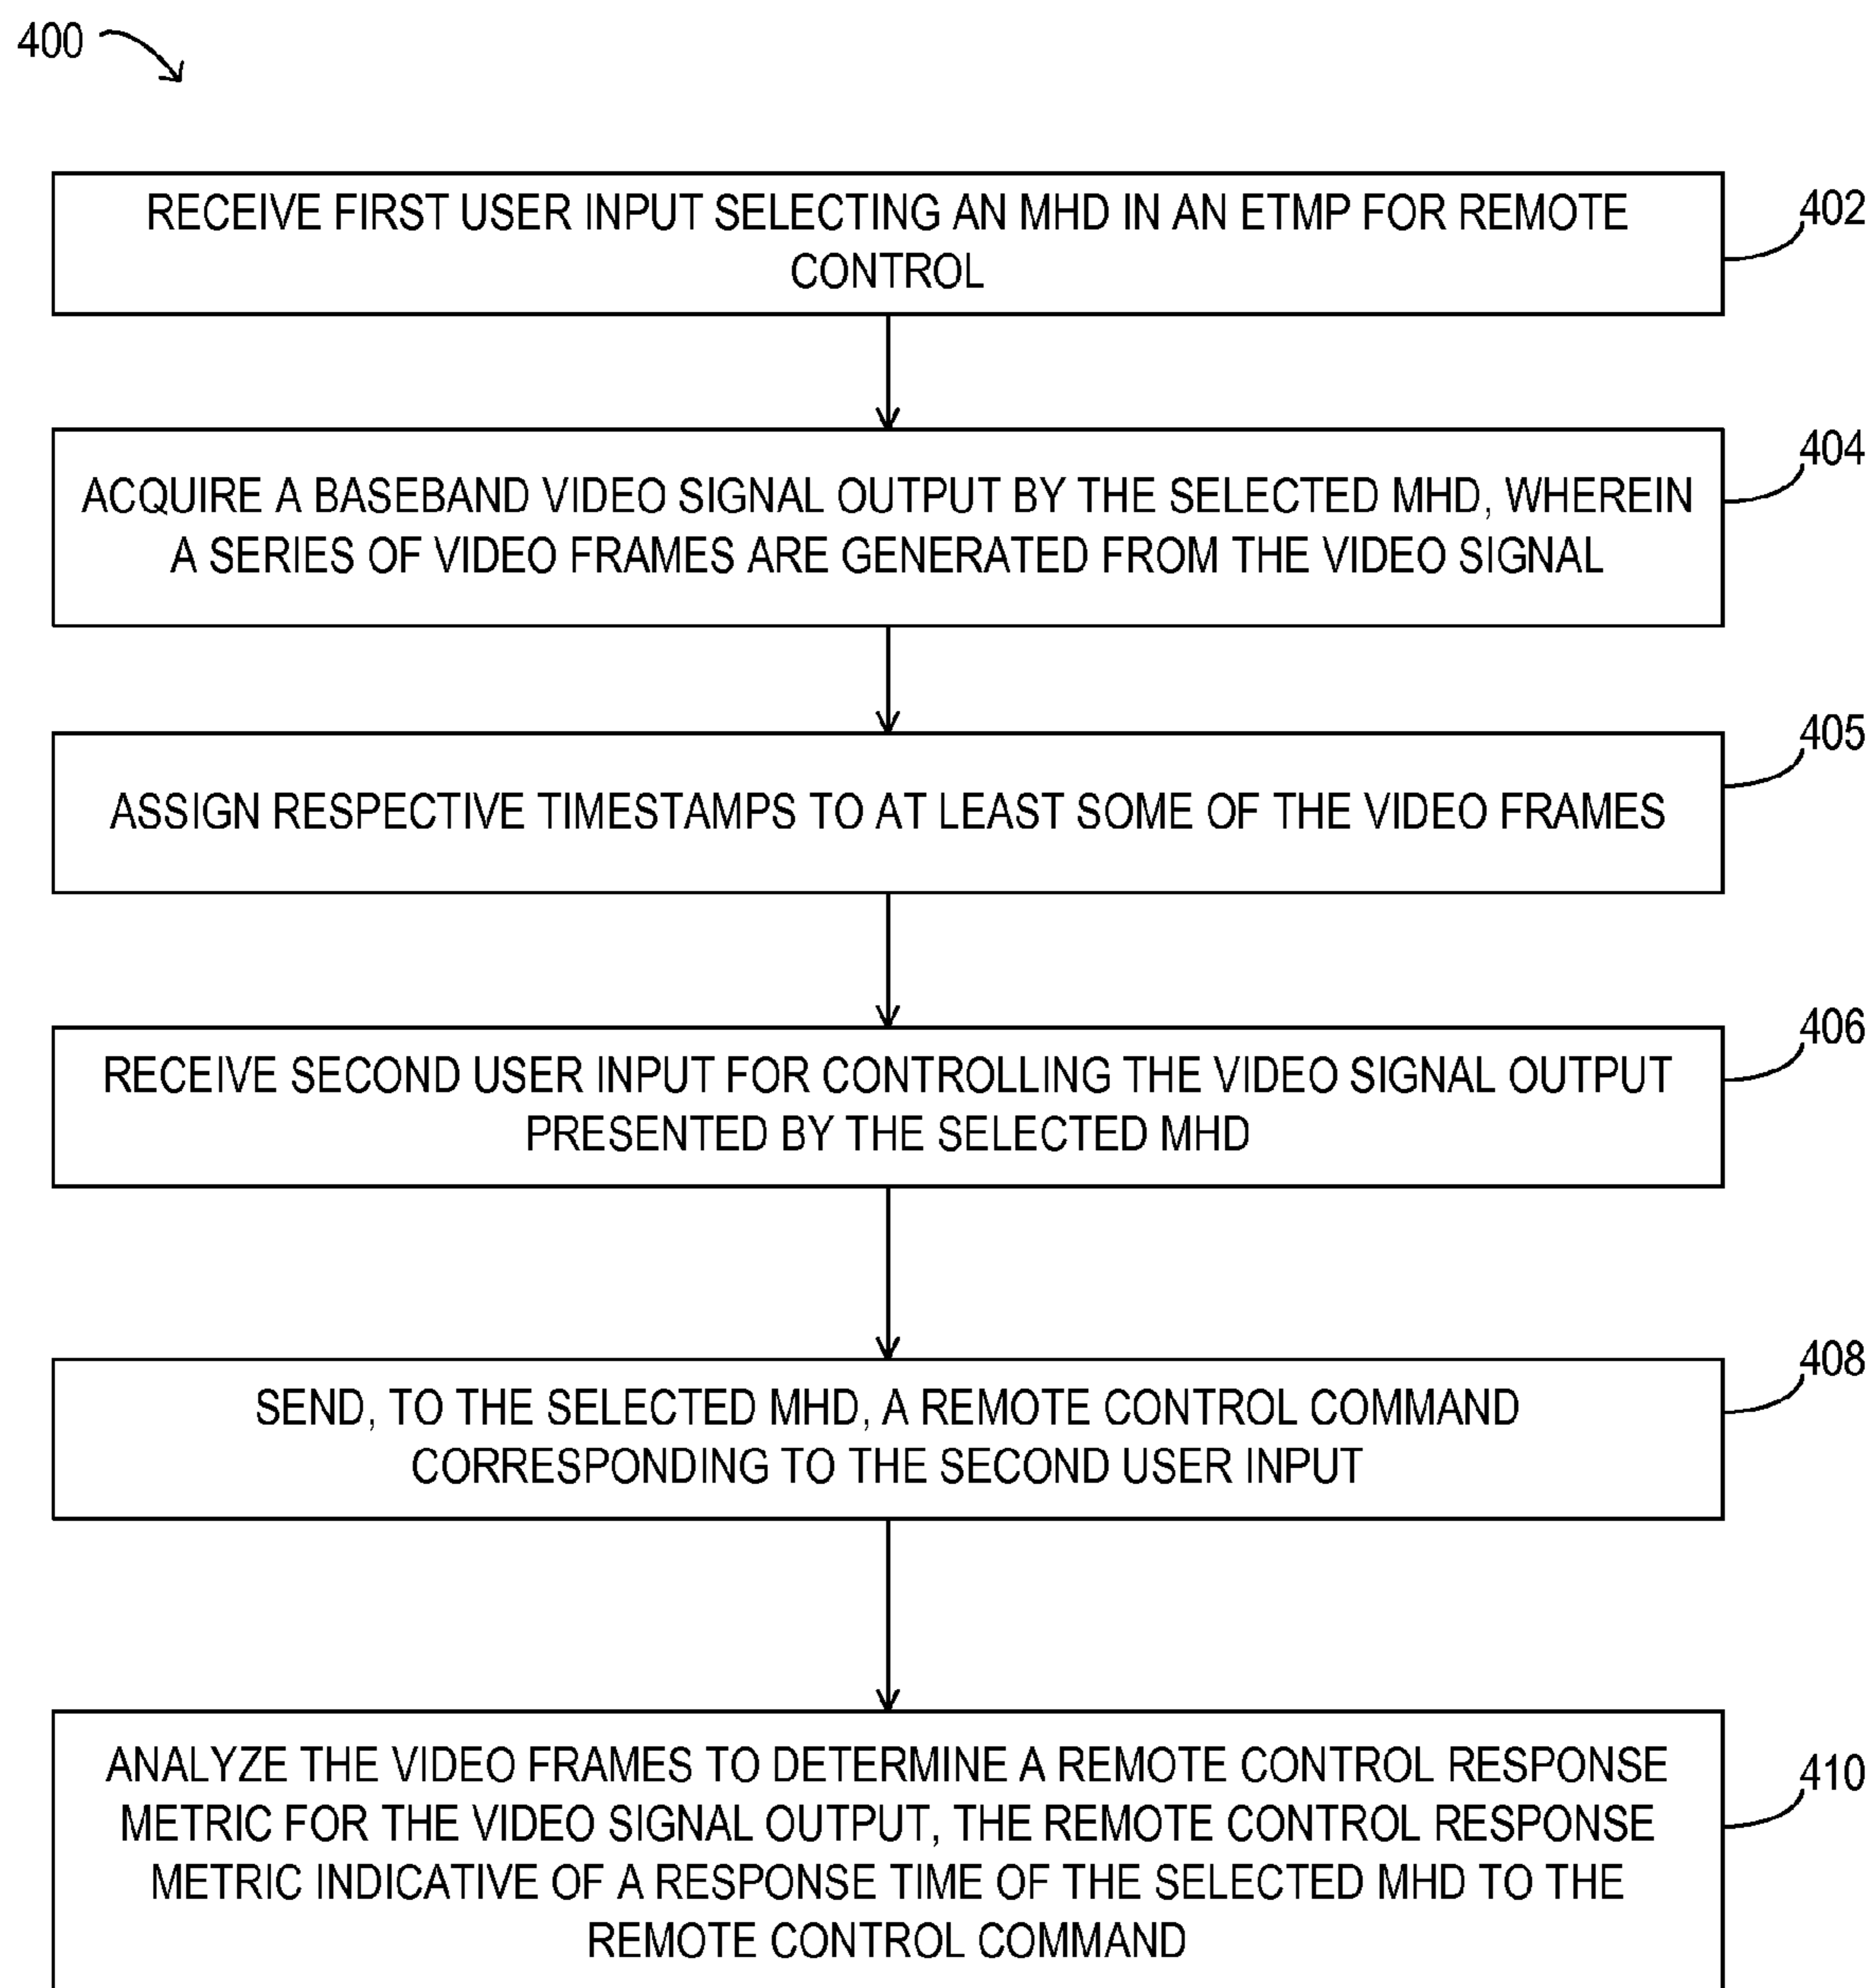 400
RECEIVE FIRST USER INPUT SELECTING AN MHD IN AN ETMP FOR REMOTE
CONTROL
402
ACQUIRE A BASEBAND VIDEO SIGNAL OUTPUT BY THE SELECTED MHD, WHEREIN
A SERIES OF VIDEO FRAMES ARE GENERATED FROM THE VIDEO SIGNAL
404
ASSIGN RESPECTIVE TIMESTAMPS TO AT LEAST SOME OF THE VIDEO FRAMES
405
RECEIVE SECOND USER INPUT FOR CONTROLLING THE VIDEO SIGNAL OUTPUT
PRESENTED BY THE SELECTED MHD
406
SEND, TO THE SELECTED MHD, A REMOTE CONTROL COMMAND
CORRESPONDING TO THE SECOND USER INPUT
408
ANALYZE THE VIDEO FRAMES TO DETERMINE A REMOTE CONTROL RESPONSE
METRIC FOR THE VIDEO SIGNAL OUTPUT, THE REMOTE CONTROL RESPONSE
METRIC INDICATIVE OF A RESPONSE TIME OF THE SELECTED MHD TO THE
REMOTE CONTROL COMMAND
410